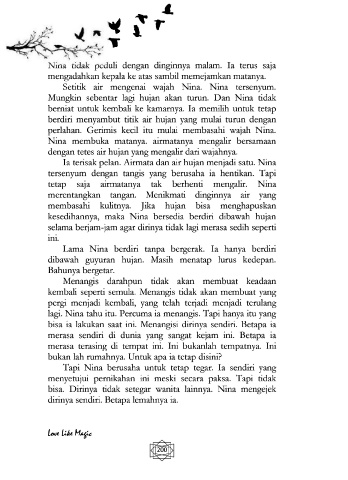 Nina tidak peduli dengan dinginnya malam. Ia terus saja
mengadahkan kepala ke atas sambil memejamkan matanya.
Setitik air mengenai wajah Nina. Nina tersenyum.
Mungkin sebentar lagi hujan akan turun. Dan Nina tidak
berniat untuk kembali ke kamarnya. Ia memilih untuk tetap
berdiri menyambut titik air hujan yang mulai turun dengan
perlahan. Gerimis kecil itu mulai membasahi wajah Nina.
Nina membuka matanya. airmatanya mengalir bersamaan
dengan tetes air hujan yang mengalir dari wajahnya.
Ia terisak pelan. Airmata dan air hujan menjadi satu. Nina
tersenyum dengan tangis yang berusaha ia hentikan. Tapi
tetap saja airmatanya tak berhenti mengalir. Nina
merentangkan tangan. Menikmati dinginnya air yang
membasahi kulitnya. Jika hujan bisa menghapuskan
kesedihannya, maka Nina bersedia berdiri dibawah hujan
selama berjam-jam agar dirinya tidak lagi merasa sedih seperti
ini.
Lama Nina berdiri tanpa bergerak. Ia hanya berdiri
dibawah guyuran hujan. Masih menatap lurus kedepan.
Bahunya bergetar.
Menangis darahpun tidak akan membuat keadaan
kembali seperti semula. Menangis tidak akan membuat yang
pergi menjadi kembali, yang telah terjadi menjadi terulang
lagi. Nina tahu itu. Percuma ia menangis. Tapi hanya itu yang
bisa ia lakukan saat ini. Menangisi dirinya sendiri. Betapa ia
merasa sendiri di dunia yang sangat kejam ini. Betapa ia
merasa terasing di tempat ini. Ini bukanlah tempatnya. Ini
bukan lah rumahnya. Untuk apa ia tetap disini?
Tapi Nina berusaha untuk tetap tegar. Ia sendiri yang
menyetujui pernikahan ini meski secara paksa. Tapi tidak
bisa. Dirinya tidak setegar wanita lainnya. Nina mengejek
dirinya sendiri. Betapa lemahnya ia.
Love Like Magic
200